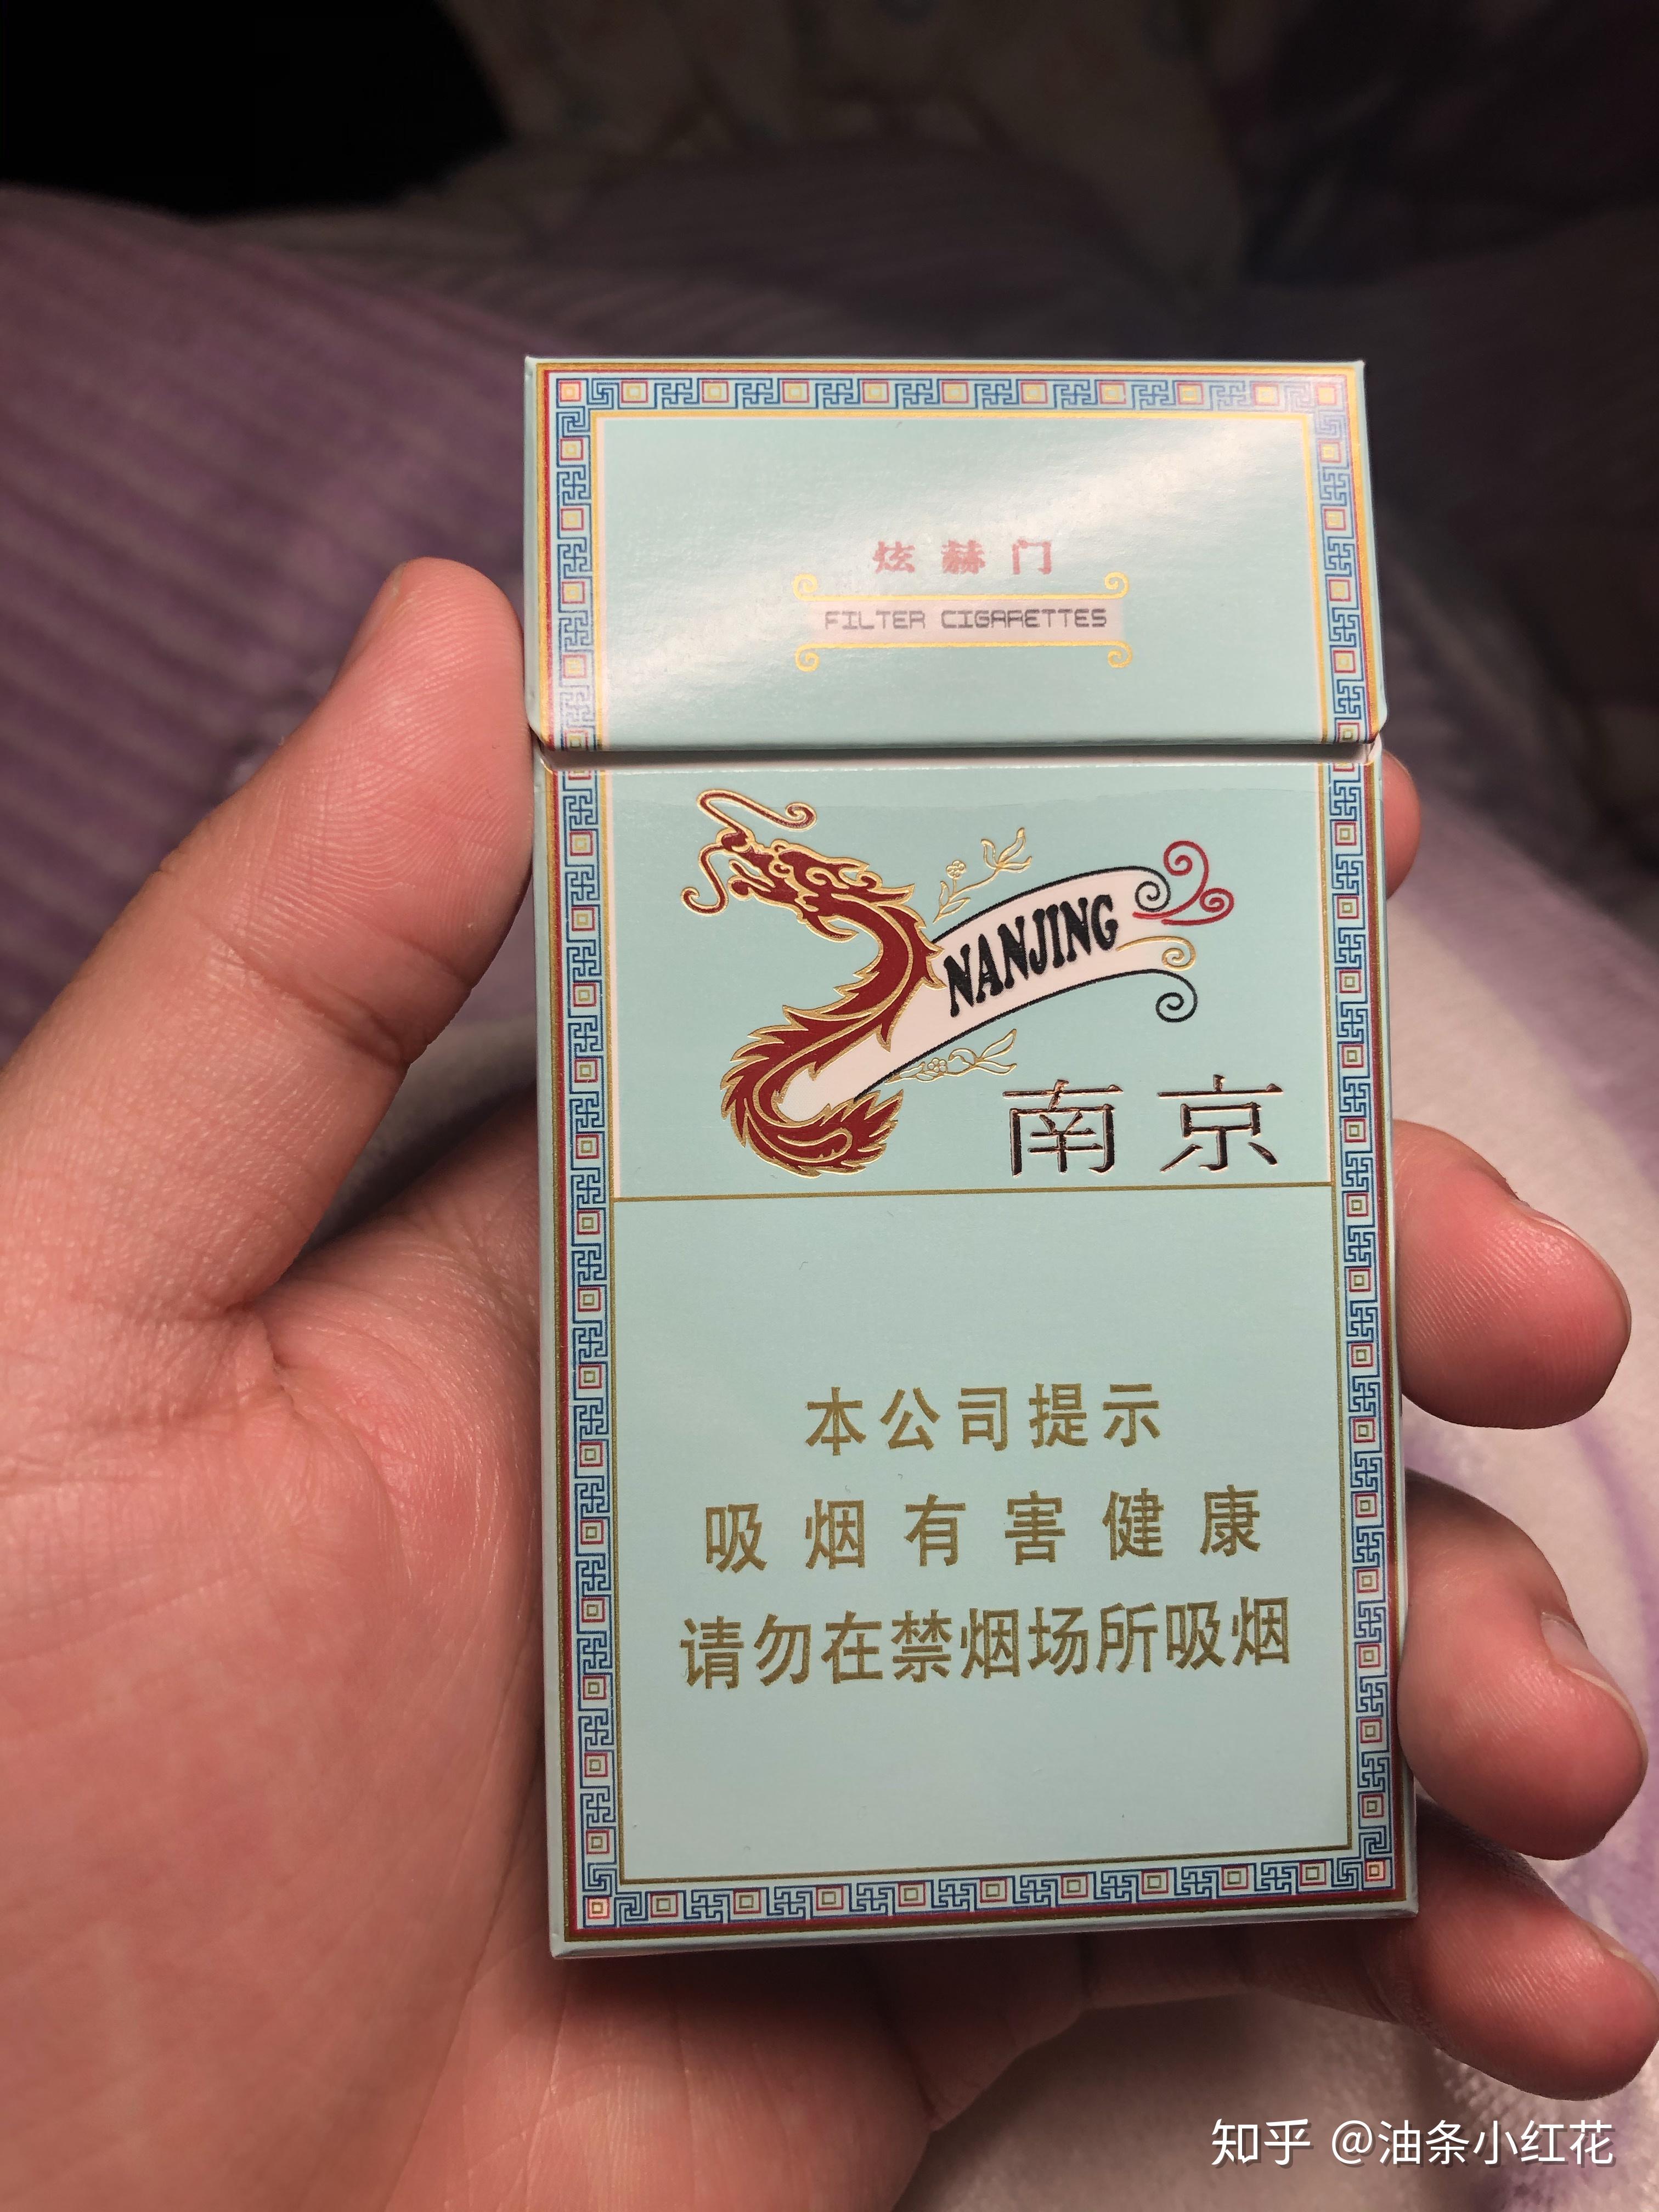 炫赫门
FILTER CIGARETTES
NANJING
南京
本公司提示
吸烟有害健康
请勿在禁烟场所吸烟
知乎 @油条小红花